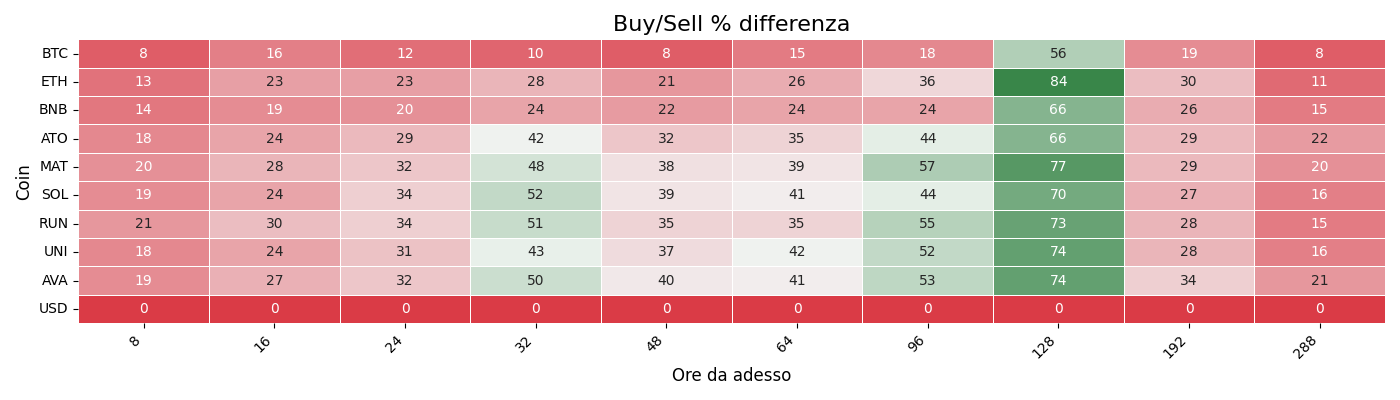 Buy/Sell % differenza
Coin
BTC 8 16 12 10 8 15 18 56 19 8
ETH 13 23 23 28 21 26 36 84 30 11
BNB 14 19 20 24 22 24 24 66 26 15
ATO 18 24 29 42 32 35 44 66 29 22
MAT 20 28 32 48 38 39 57 77 29 20
SOL 19 24 34 52 39 41 44 70 27 16
RUN 21 30 34 51 35 35 55 73 28 15
UNI 18 24 31 43 37 42 52 74 28 16
AVA 19 27 32 50 40 41 53 74 34 21
USD 0 0 0 0 0 0 0 0 0 0
8 16 24 32 48 64 96 128 192 288
Ore da adesso